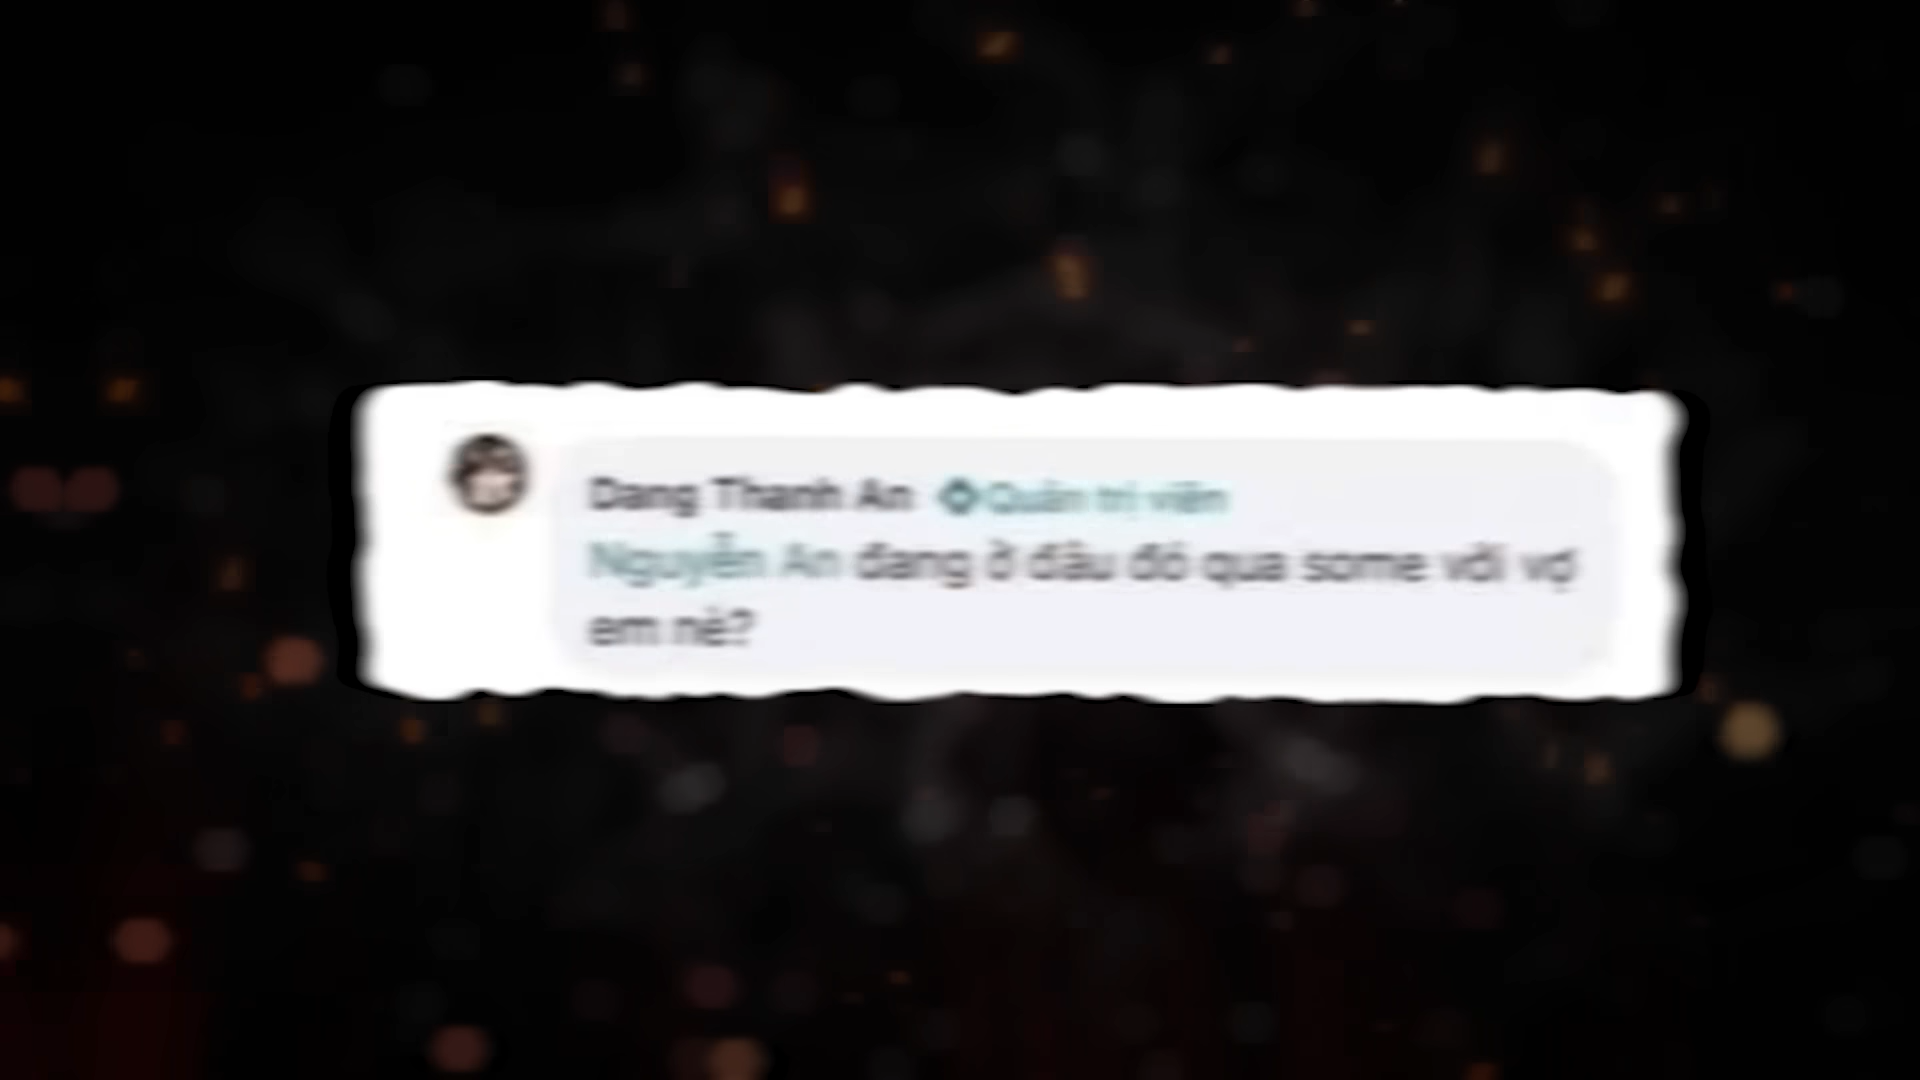 Dang Thanh An Quản trị viên
Nguyễn An đang ở đâu đó qua some với vợ
em nè?